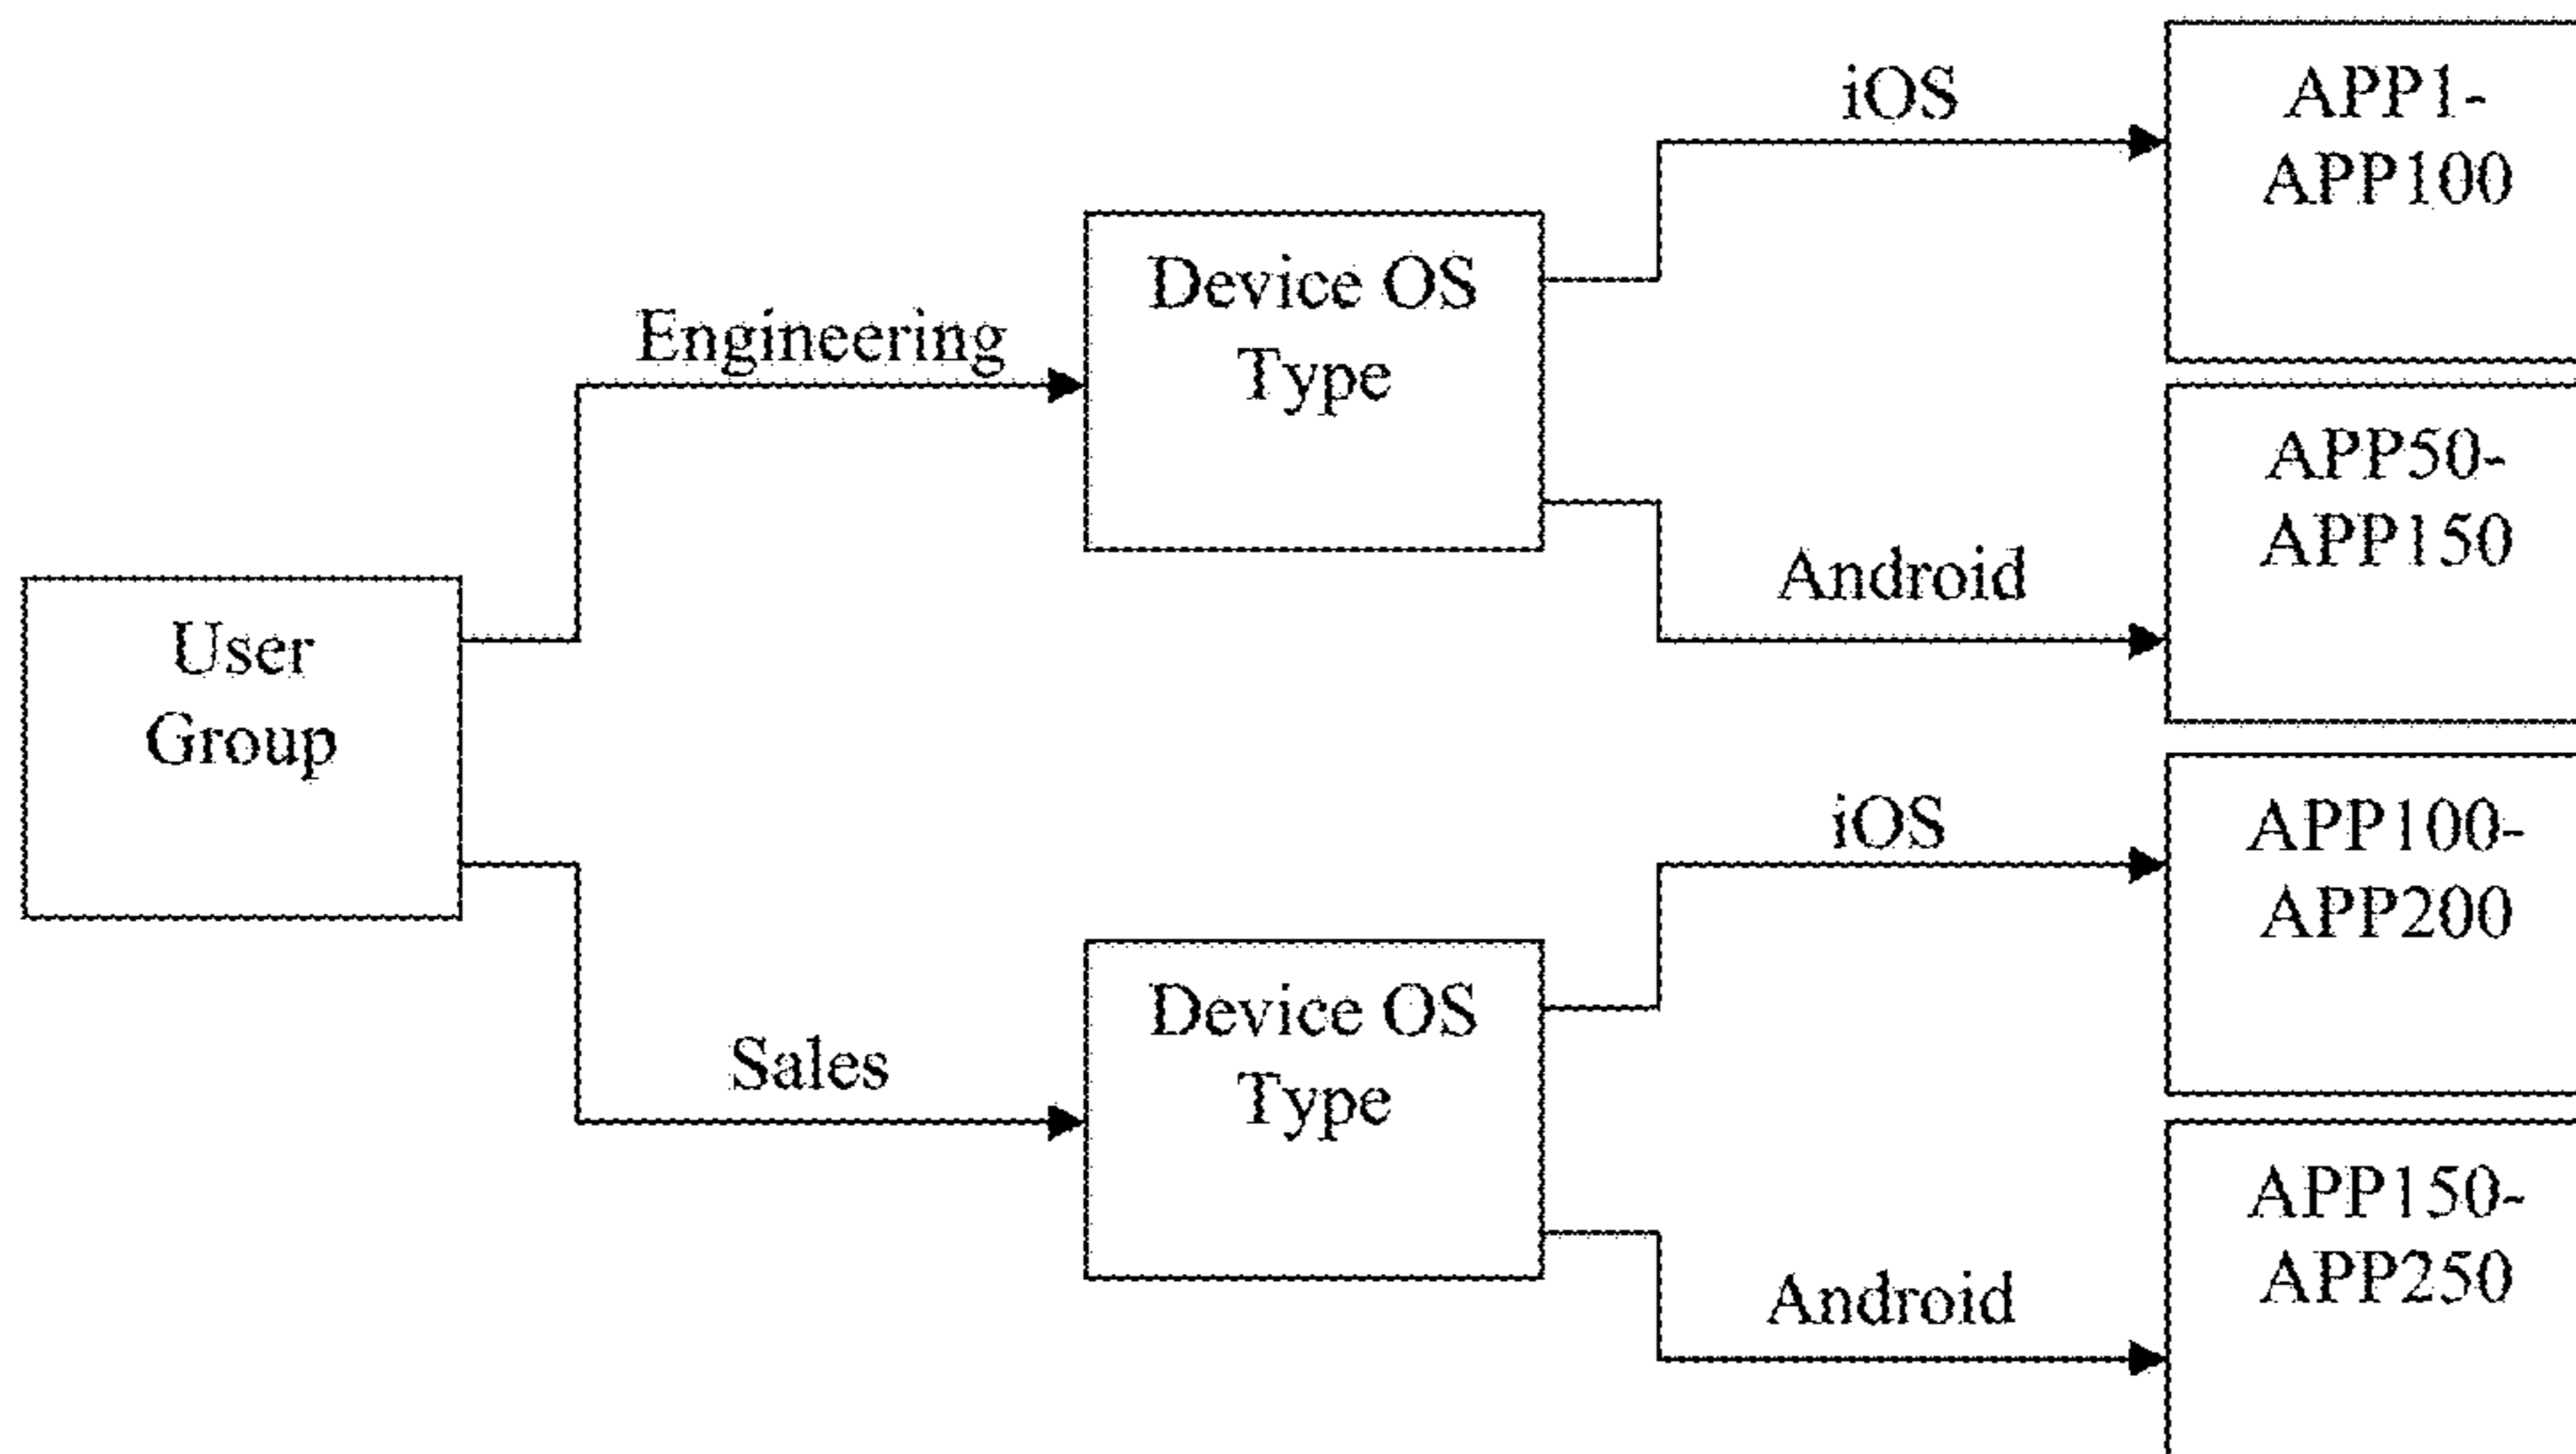 User
Group
Engineering
Device OS
Type
iOS
APP1-
APP100
Android
APP50-
APP150
Sales
Device OS
Type
iOS
APP100-
APP200
Android
APP150-
APP250